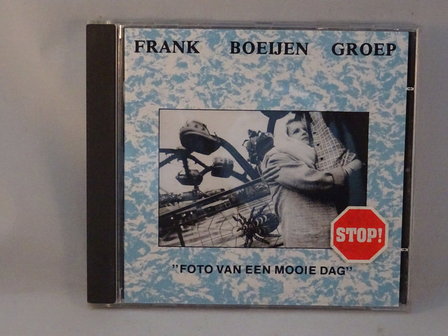 FRANK BOEIJEN GROEP
STOP!
"FOTO VAN EEN MOOIE DAG"